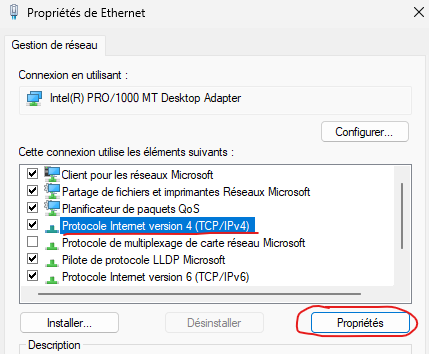 Propriétés de Ethernet
Gestion de réseau
Connexion en utilisant :
Intel(R) PRO/1000 MT Desktop Adapter
Configurer...
Cette connexion utilise les éléments suivants :
Client pour les réseaux Microsoft
Partage de fichiers et imprimantes Réseaux Microsoft
Planificateur de paquets QoS
Protocole Internet version 4 (TCP/IPv4)
Protocole de multiplexage de carte réseau Microsoft
Pilote de protocole LLDP Microsoft
Protocole Internet version 6 (TCP/IPv6)
Installer... Désinstaller Propriétés
Description